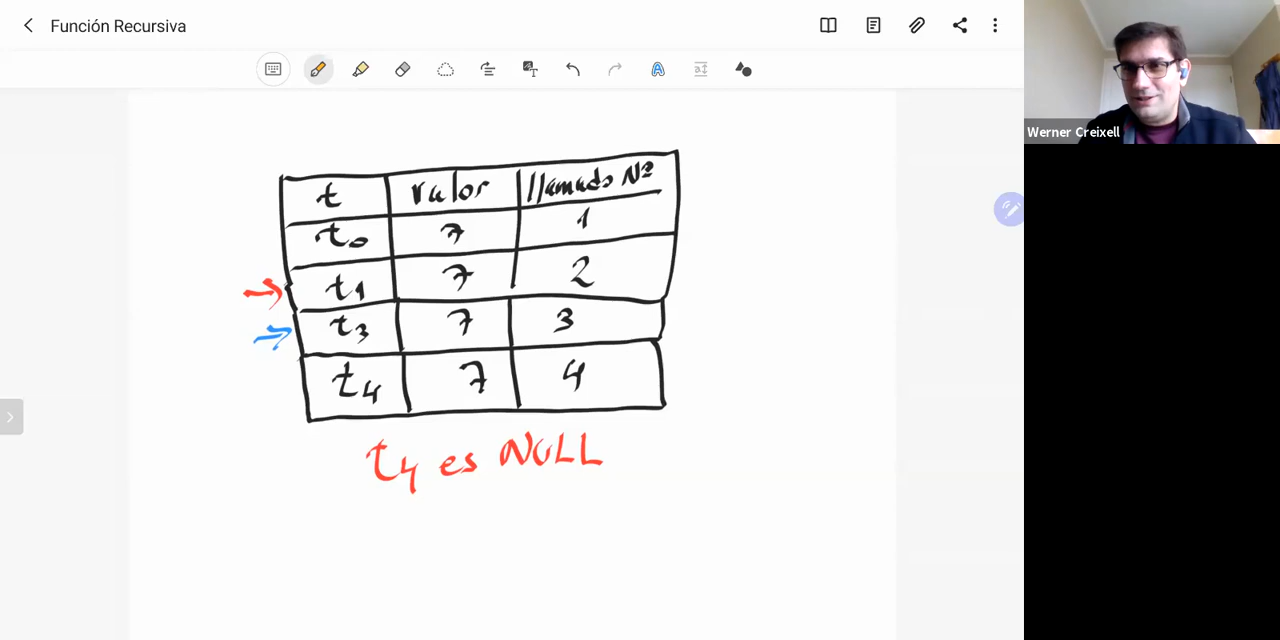 Función Recursiva
Werner Creixell
t valor llamado Nº
t0 7 1
t1 7 2
t3 7 3
t4 7 4
t4 es NULL